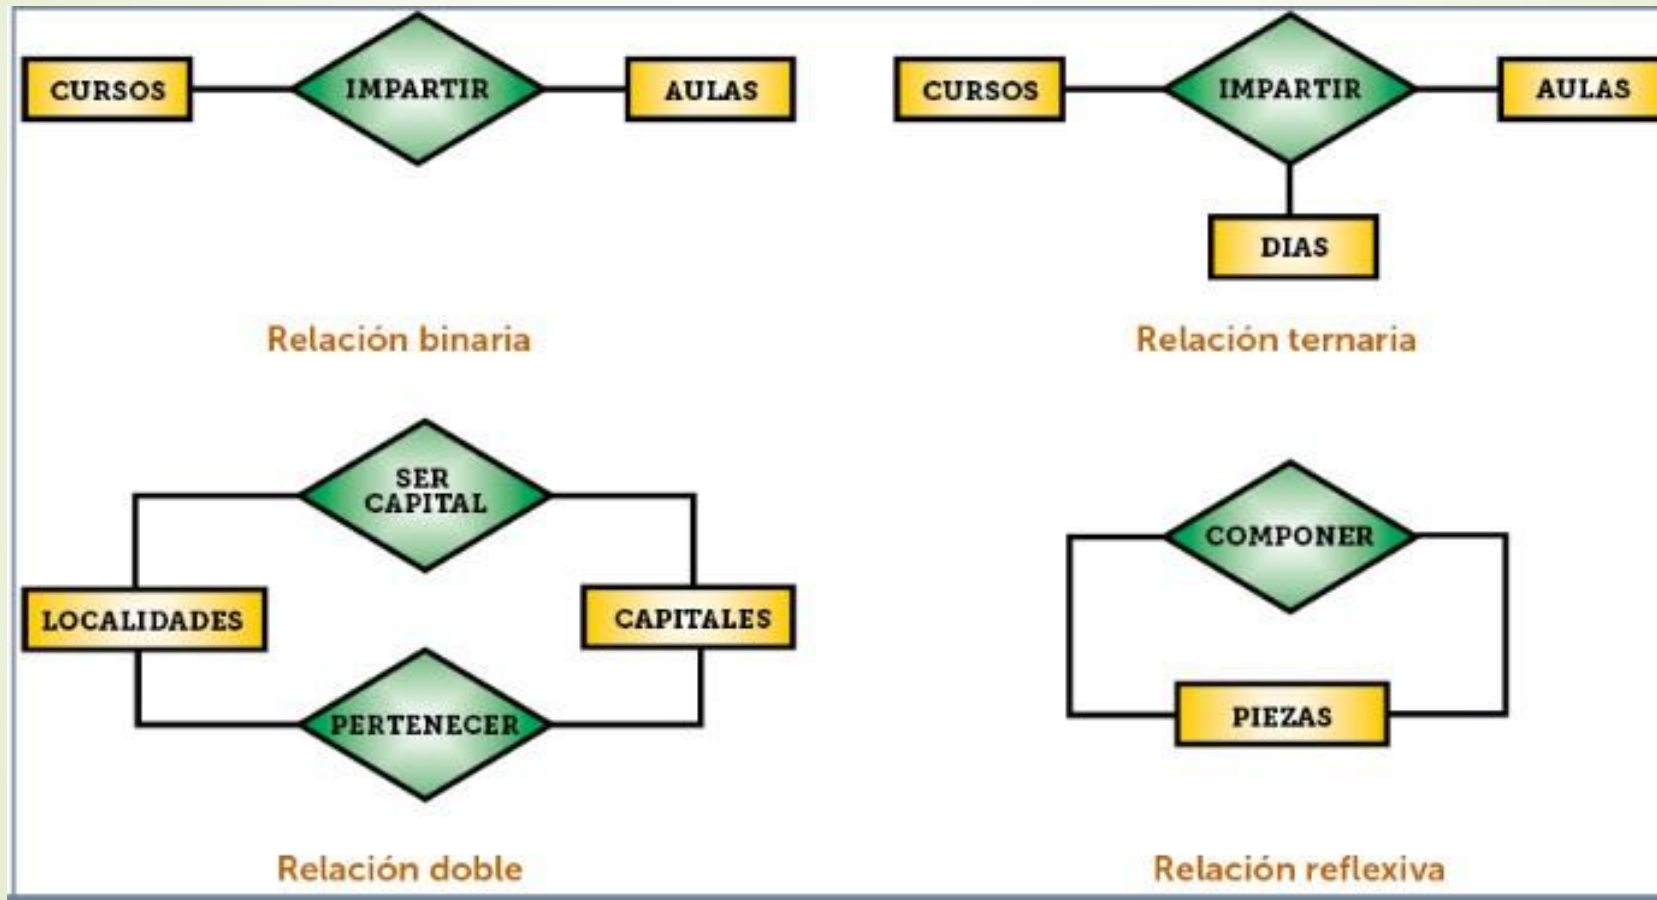 CURSOS
IMPARTIR
AULAS
CURSOS
IMPARTIR
AULAS
DIAS
Relación binaria
Relación ternaria
SER
CAPITAL
LOCALIDADES
CAPITALES
PERTENECER
Relación doble
COMPONER
PIEZAS
Relación reflexiva